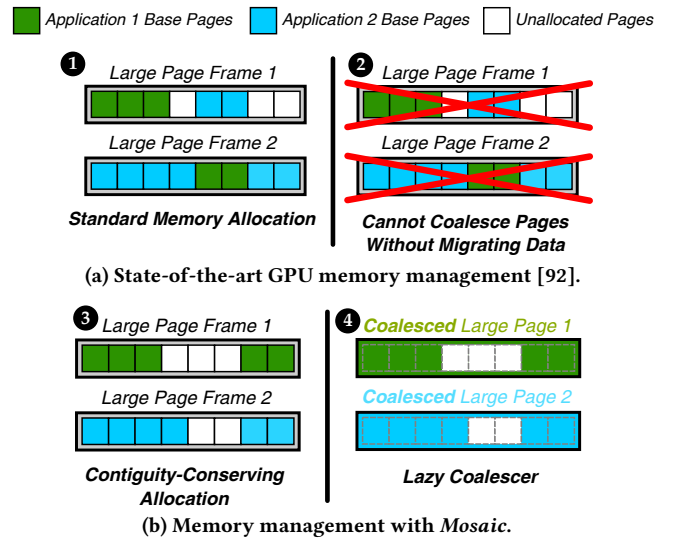 Application 1 Base Pages Application 2 Base Pages Unallocated Pages
1 2
Large Page Frame 1 Large Page Frame 1
Large Page Frame 2 Large Page Frame 2
Standard Memory Allocation
Cannot Coalesce Pages
Without Migrating Data
(a) State-of-the-art GPU memory management [92].
3 4
Large Page Frame 1 Coalesced Large Page 1
Large Page Frame 2 Coalesced Large Page 2
Contiguity-Conserving
Allocation
Lazy Coalescer
(b) Memory management with Mosaic.